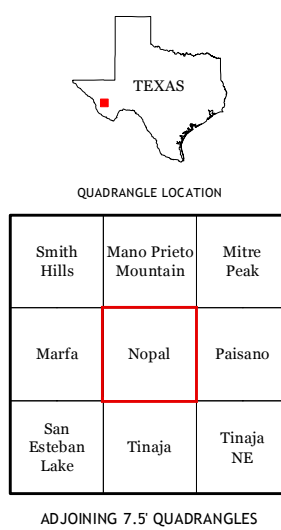 TEXAS
QUADRANGLE LOCATION
Smith
Hills
Mano Prieto
Mountain
Mitre
Peak
Marfa
Nopal
Paisano
San
Esteban
Lake
Tinaja
Tinaja
NE
ADJOINING 7.5' QUADRANGLES